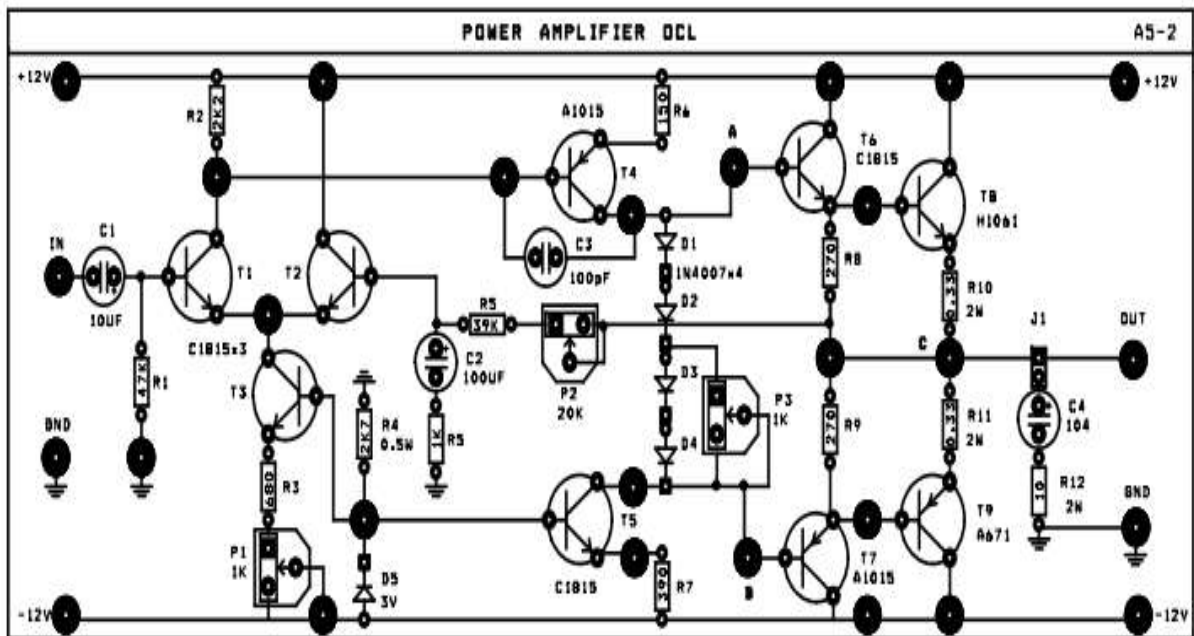 POWER AMPLIFIER OCL
A5-2
+12V
+12V
R2
2K2
A1015
150
R6
A
T6
C1815
T4
T8
H1061
C1
IN
10UF
T1
T2
C3
100pF
D1
1N4007x4
R8
270
0.33
R10
2W
D2
R5
39K
J1
OUT
C
C1815x3
C2
100UF
P2
20K
D3
P3
1K
47K
R1
T3
R4
0.5W
2K7
1K
R5
D4
270
R9
0.33
R11
2W
C4
104
GND
680
R3
T5
10
R12
2W
GND
P1
1K
D5
3V
C1815
390
R7
B
T7
A1015
T9
A671
-12V
-12V